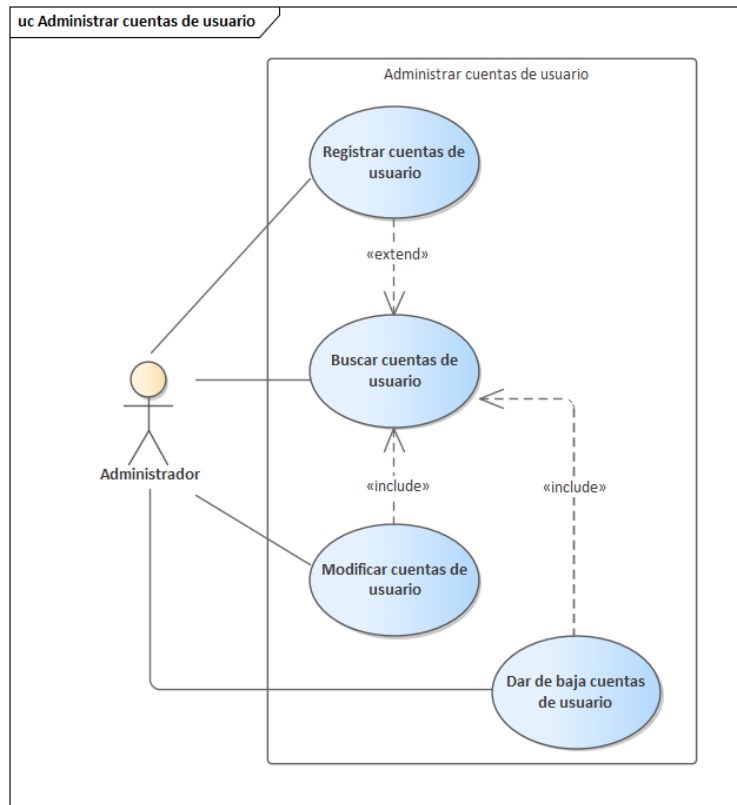 uc Administrar cuentas de usuario
Administrar cuentas de usuario
Registrar cuentas de
usuario
«extend»
Buscar cuentas de
usuario
Administrador
«include»
«include»
Modificar cuentas de
usuario
Dar de baja cuentas
de usuario